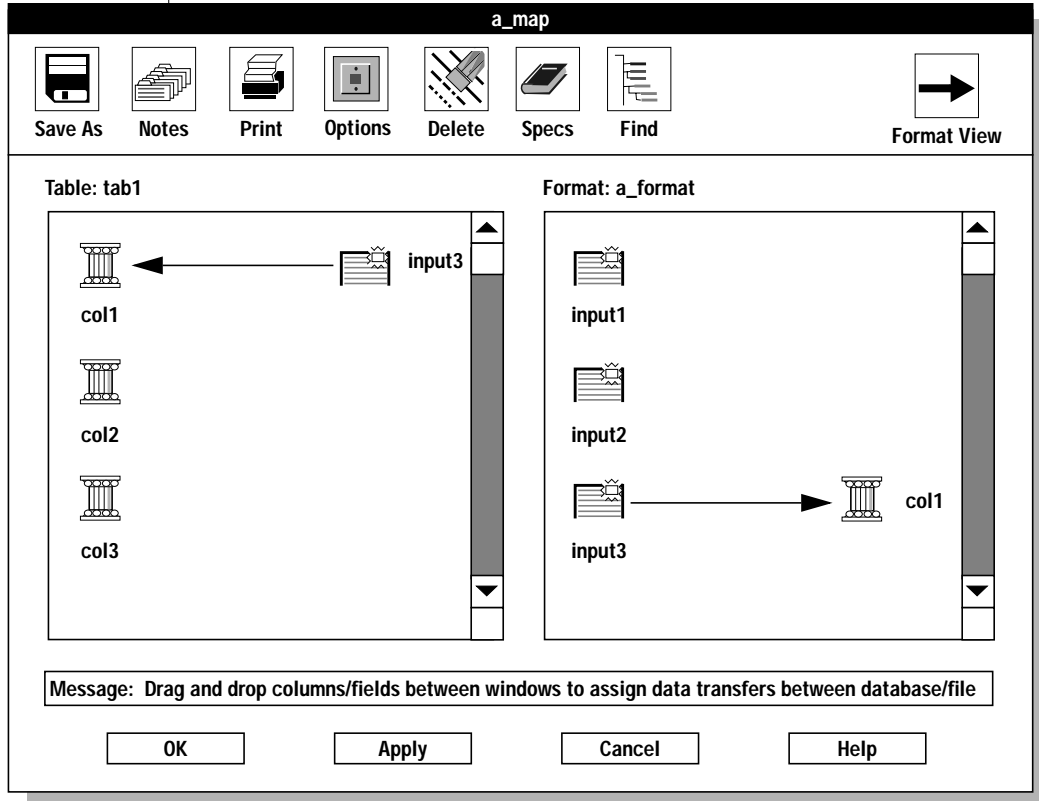 a_map
Save As Notes Print Options Delete Specs Find Format View
Table: tab1 Format: a_format
input3
col1 input1
col2 input2
col1
col3 input3
Message: Drag and drop columns/fields between windows to assign data transfers between database/file
OK Apply Cancel Help